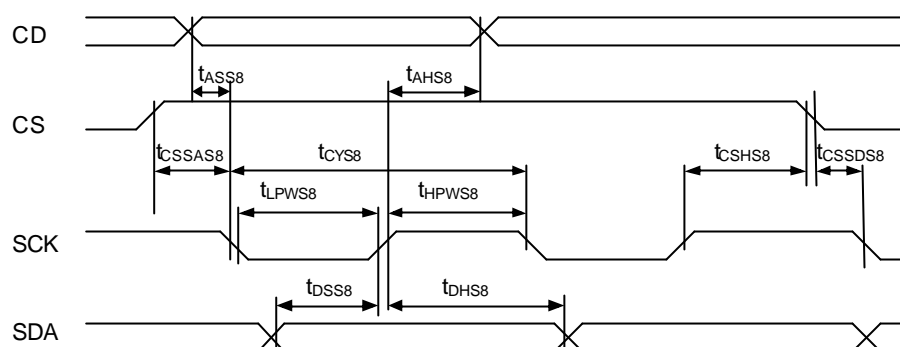 CD
tASS8
tAHS8
CS
tCSSAS8
tCYS8
tCSHS8
tCSSDS8
tLPWS8
tHPWS8
SCK
tDSS8
tDHS8
SDA